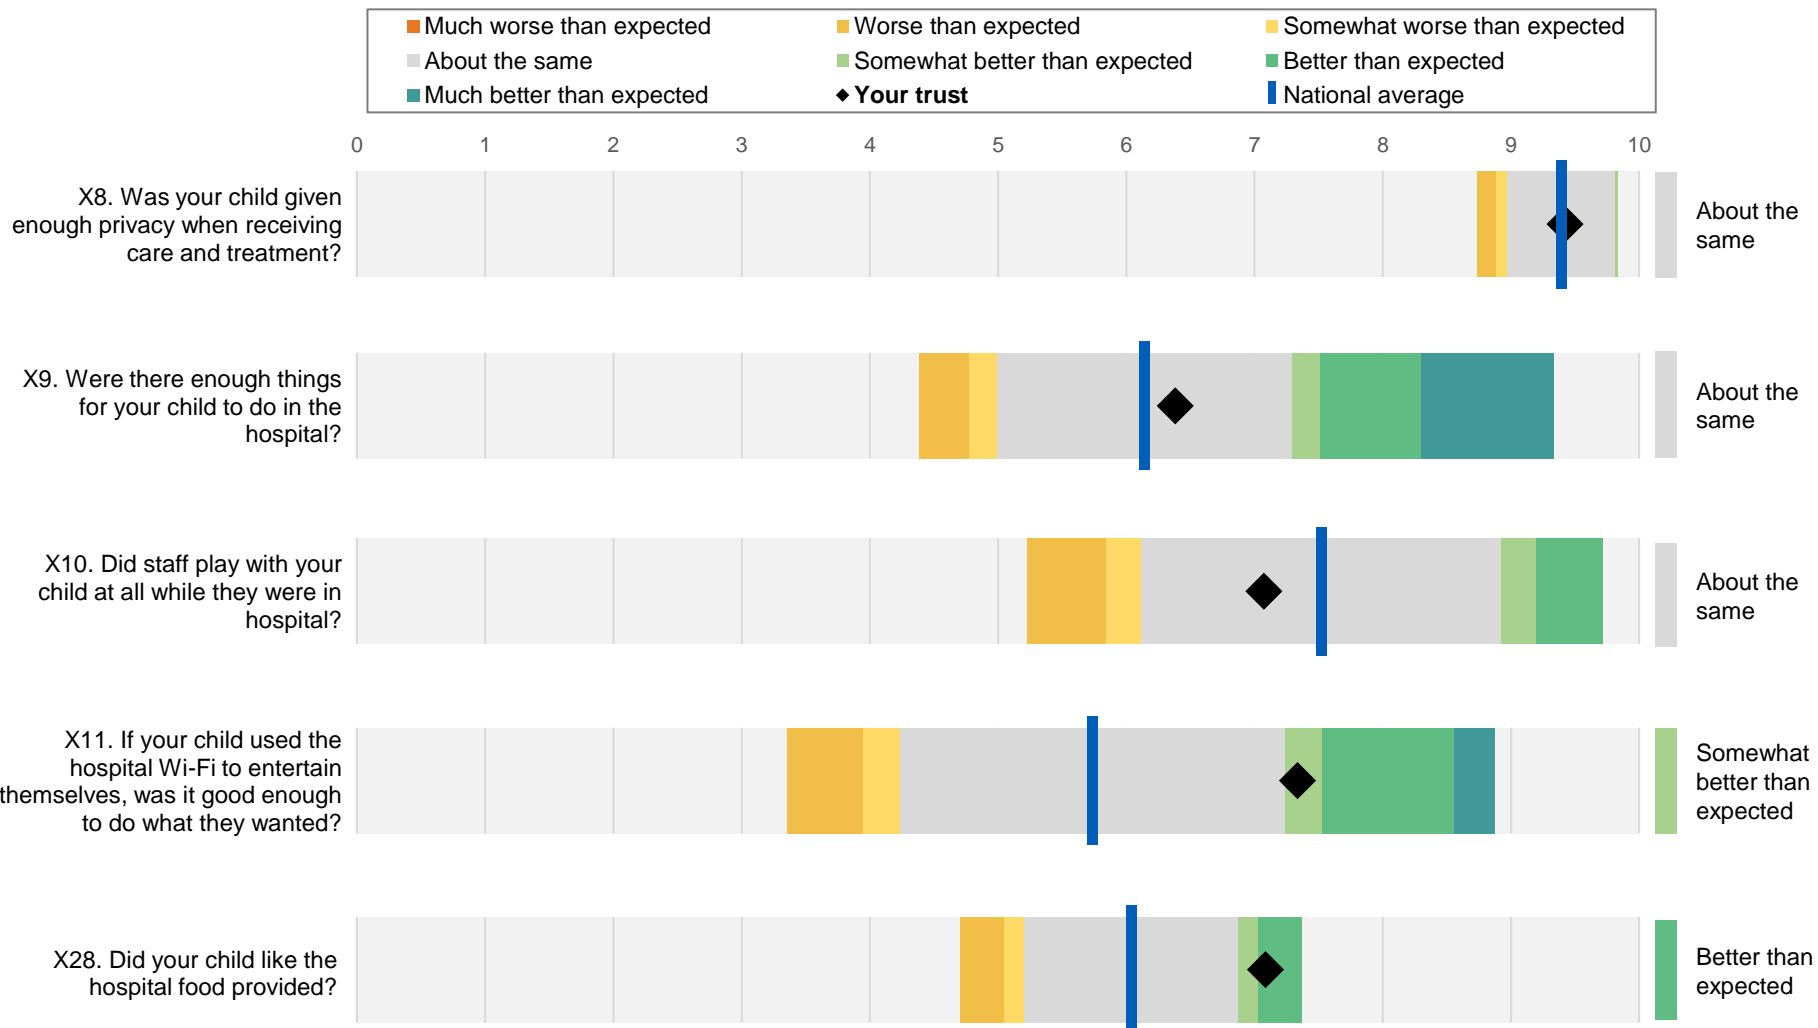 Much worse than expected
Worse than expected
Somewhat worse than expected
About the same
Somewhat better than expected
Better than expected
Much better than expected
Your trust
National average
0 1 2 3 4 5 6 7 8 9 10
X8. Was your child given
enough privacy when receiving
care and treatment?
About the
same
X9. Were there enough things
for your child to do in the
hospital?
About the
same
X10. Did staff play with your
child at all while they were in
hospital?
About the
same
X11. If your child used the
hospital Wi-Fi to entertain
themselves, was it good enough
to do what they wanted?
Somewhat
better than
expected
X28. Did your child like the
hospital food provided?
Better than
expected